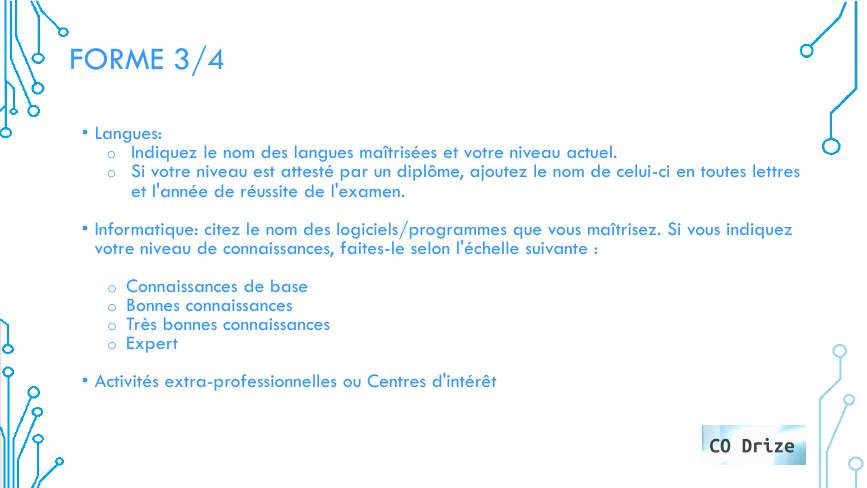 FORME 3/4
• Langues:
o Indiquez le nom des langues maîtrisées et votre niveau actuel.
o Si votre niveau est attesté par un diplôme, ajoutez le nom de celui-ci en toutes lettres
et l'année de réussite de l'examen.
• Informatique: citez le nom des logiciels/programmes que vous maîtrisez. Si vous indiquez
votre niveau de connaissances, faites-le selon l'échelle suivante :
o Connaissances de base
o Bonnes connaissances
o Très bonnes connaissances
o Expert
• Activités extra-professionnelles ou Centres d'intérêt
CO Drize